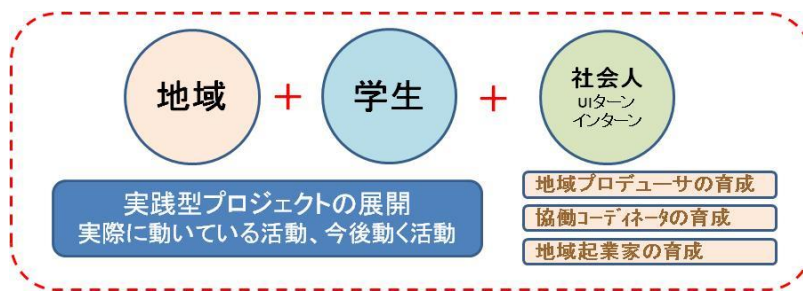 地域
+
学生
+
社会人
UIターン
インターン
実践型プロジェクトの展開
実際に動いている活動、今後動く活動
地域プロデューサの育成
協働コーディネータの育成
地域起業家の育成